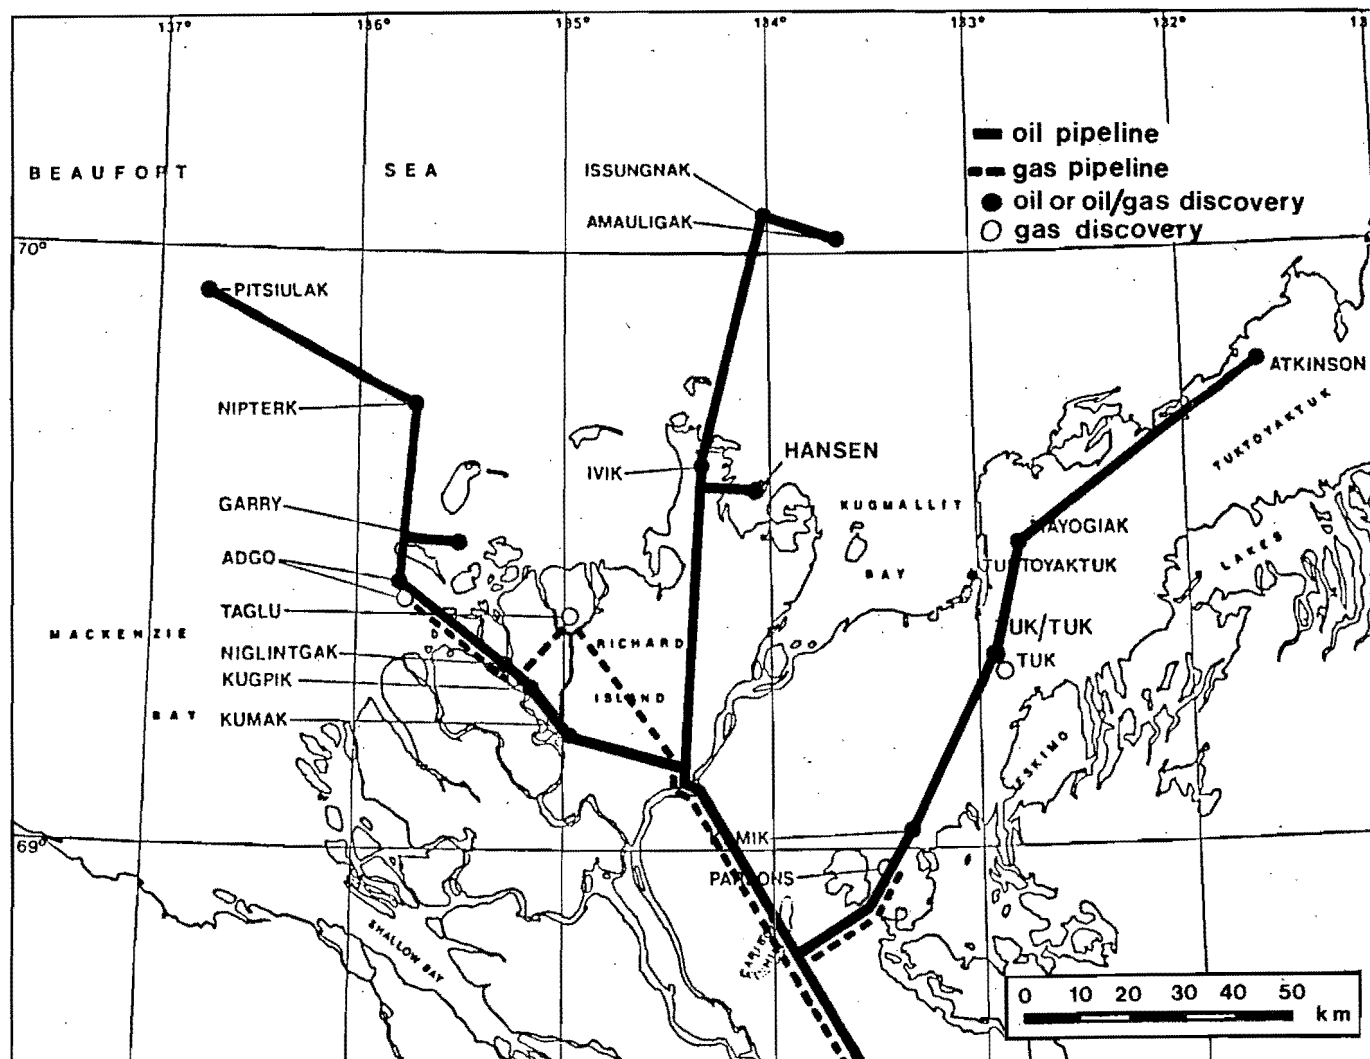 137° 136° 135° 134° 133° 132°
oil pipeline
gas pipeline
oil or oil/gas discovery
gas discovery
BEAUFORT SEA
ISSUNGNAK
AMAULIGAK
70°
PITSIULAK
ATKINSON
NIPTERK
TUKTOYAKTUK
HANSEN
IVIK
GARRY
KUGMALLIT
BAY
MAYOGIAK
LAKES
ADGO
TUKTOYAKTUK
TAGLU
UK/TUK
MACKENZIE
RICHARD
NIGLINTGAK
TUK
KUGPIK
ISLAND
BAY
KUMAK
ESKIMO
MIK
69°
PARSONS
SHALLOW BAY
0 10 20 30 40 50
km